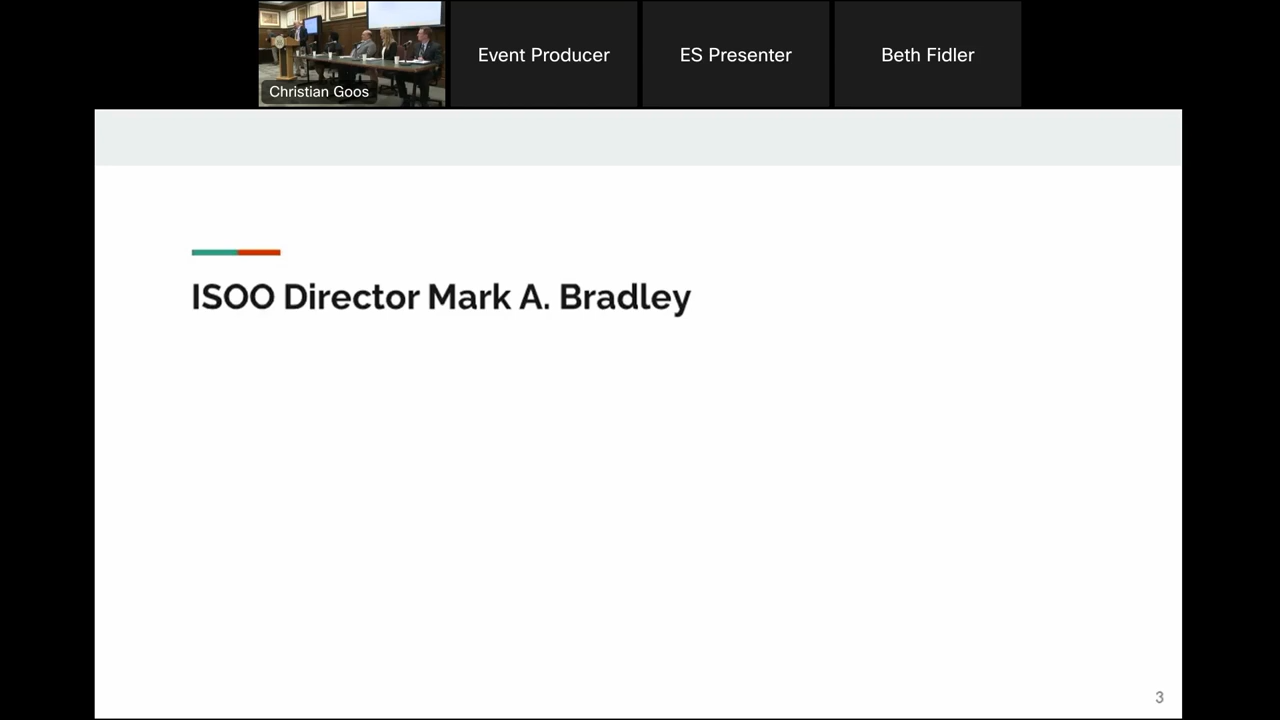 Christian Goos
Event Producer
ES Presenter
Beth Fidler
ISOO Director Mark A. Bradley
3